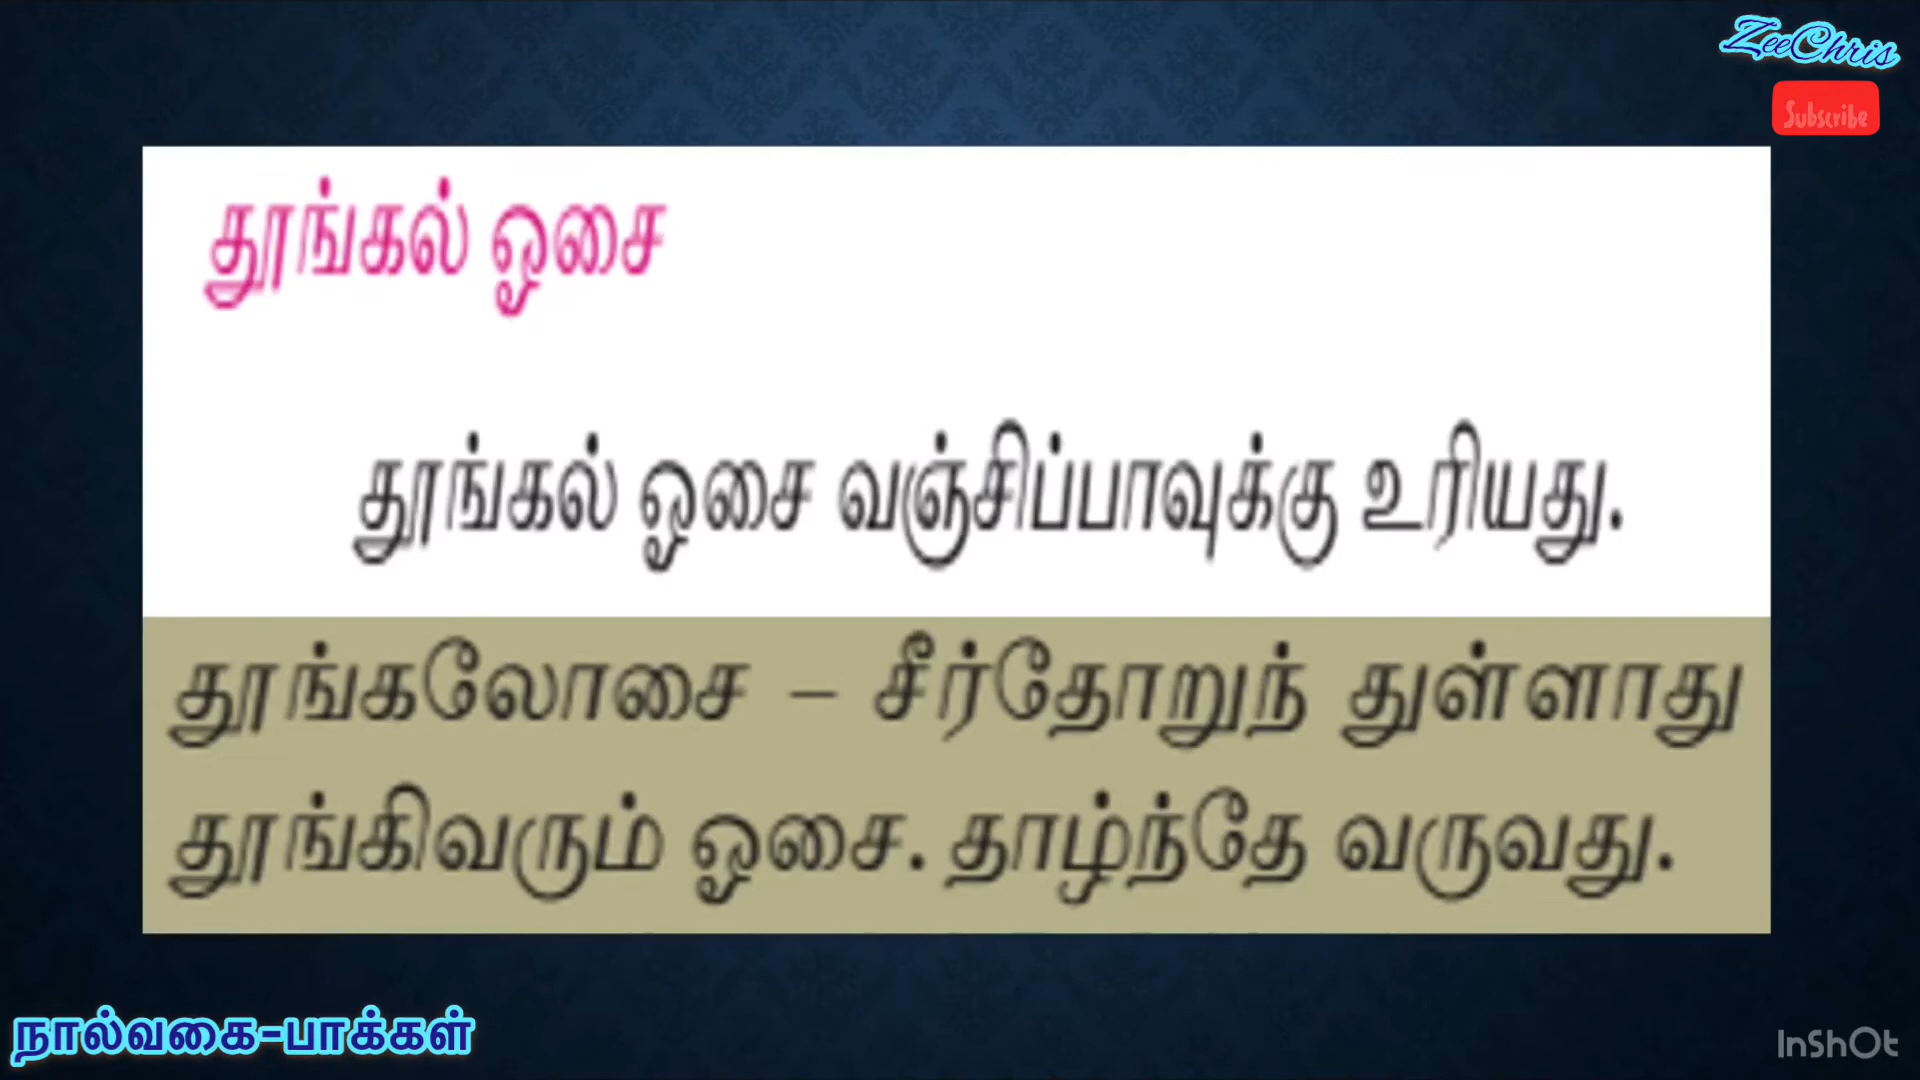 ZeeChris
Subscribe
தூங்கல் ஓசை
தூங்கல் ஓசை வஞ்சிப்பாவுக்கு உரியது.
தூங்கலோசை – சீர்தோறுந் துள்ளாது
தூங்கிவரும் ஓசை. தாழ்ந்தே வருவது.
நால்வகை-பாக்கள்
InShOt